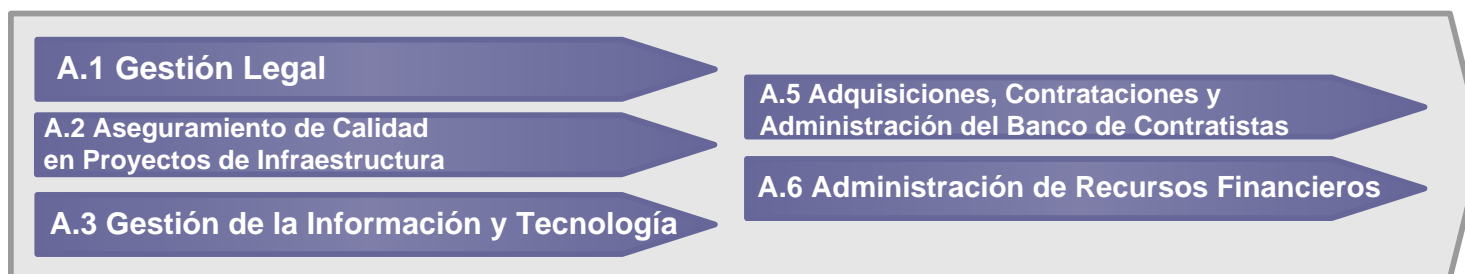 A.1 Gestión Legal
A.2 Aseguramiento de Calidad
en Proyectos de Infraestructura
A.3 Gestión de la Información y Tecnología
A.5 Adquisiciones, Contrataciones y
Administración del Banco de Contratistas
A.6 Administración de Recursos Financieros